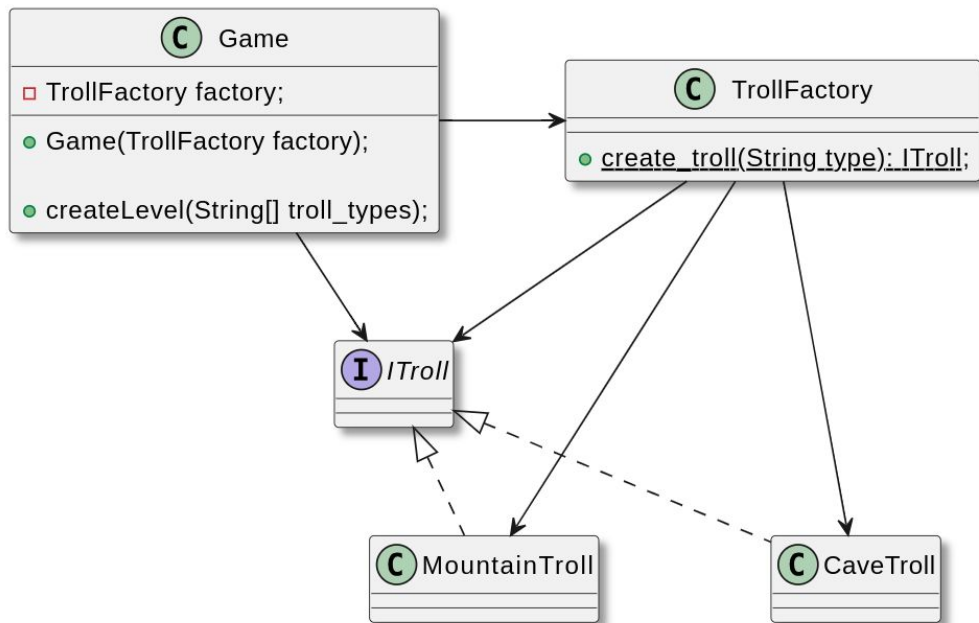 C Game
TrollFactory factory;
Game(TrollFactory factory);
createLevel(String[] troll_types);
C TrollFactory
create_troll(String type): ITroll;
I ITroll
C MountainTroll
C CaveTroll